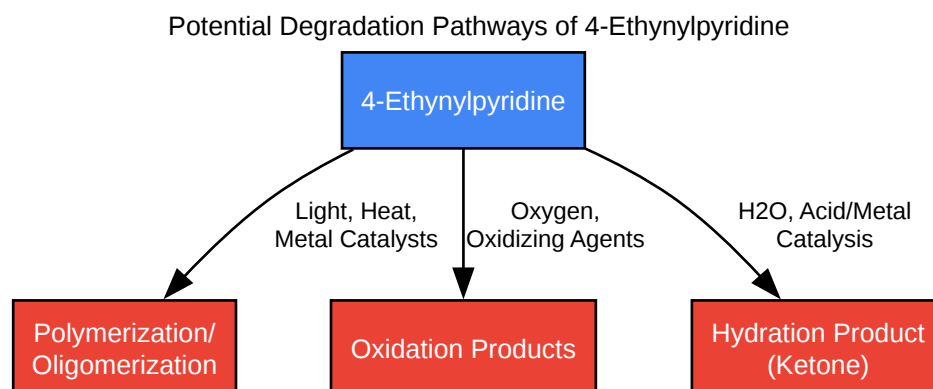 Potential Degradation Pathways of 4-Ethynylpyridine
4-Ethynylpyridine
Light, Heat,
Metal Catalysts
Oxygen,
Oxidizing Agents
H2O, Acid/Metal
Catalysis
Polymerization/
Oligomerization
Oxidation Products
Hydration Product
(Ketone)